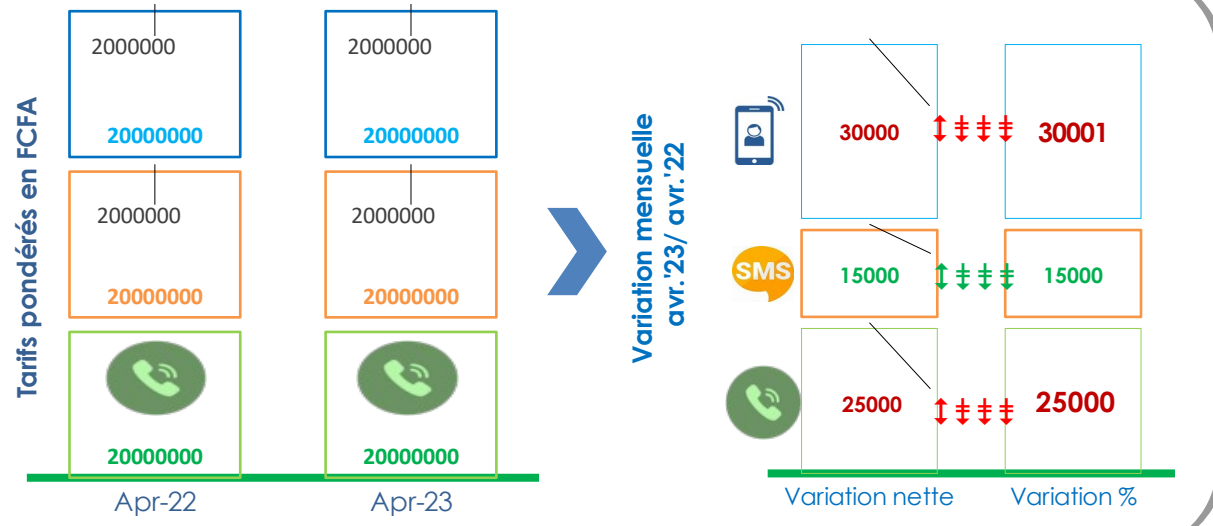 Tarifs pondérés en FCFA
2000000
2000000
20000000
20000000
2000000
2000000
20000000
20000000
20000000
20000000
Apr-22
Apr-23
Variation mensuelle
avr.'23/ avr.'22
30000
30001
SMS
15000
15000
25000
25000
Variation nette
Variation %